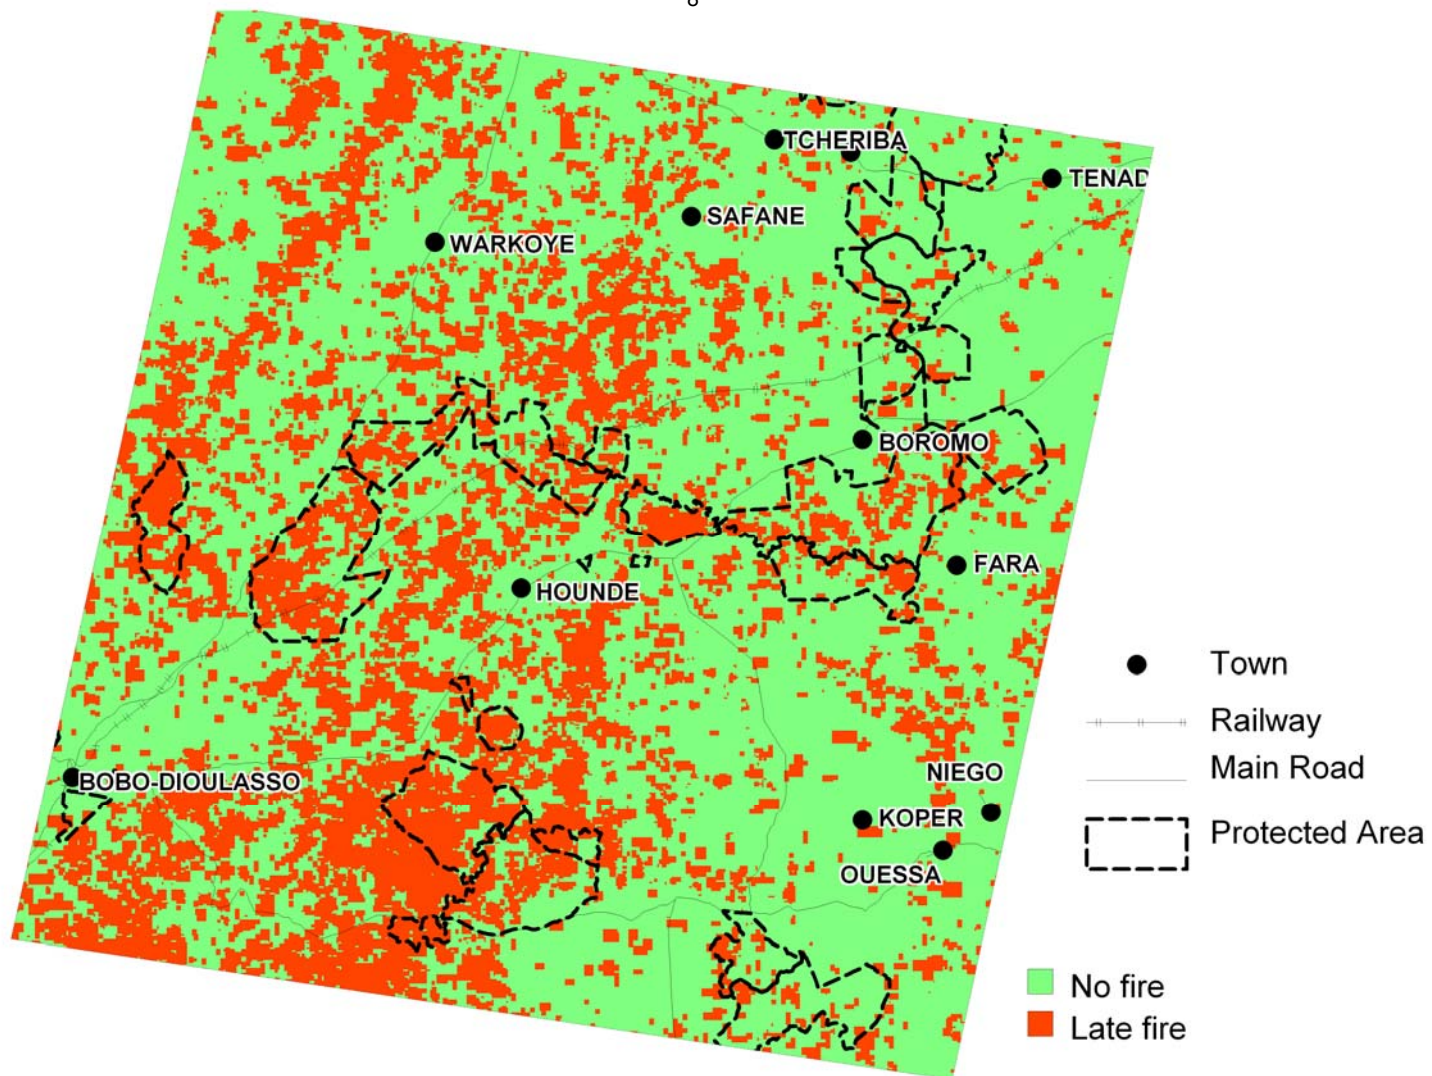 TCHERIBA
TENAD
SAFANE
WARKOYE
BOROMO
FARA
HOUNDE
Town
Railway
Main Road
NIEGO
BOBO-DIOULASSO
KOPER
Protected Area
OUESSA
No fire
Late fire